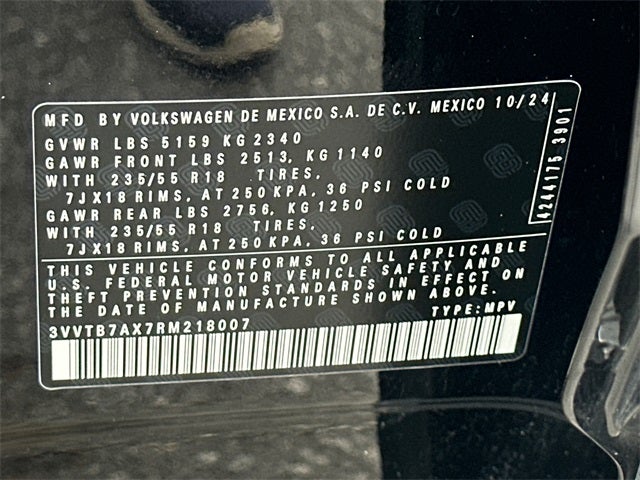 MFD BY VOLKSWAGEN DE MEXICO S.A. DE C.V. MEXICO 10/24
GVWR LBS 5159 KG 2340
GAWR FRONT LBS 2513, KG 1140
WITH 235/55 R18 TIRES,
7JX18 RIMS, AT 250 KPA, 36 PSI COLD
GAWR REAR LBS 2756, KG 1250
WITH 235/55 R18 TIRES,
7JX18 RIMS, AT 250 KPA, 36 PSI COLD
4244175 3901
THIS VEHICLE CONFORMS TO ALL APPLICABLE
U.S. FEDERAL MOTOR VEHICLE SAFETY, AND
THEFT PREVENTION STANDARDS IN EFFECT ON
THE DATE OF MANUFACTURE SHOWN ABOVE.
3VVTB7AX7RM218007 TYPE: MPV